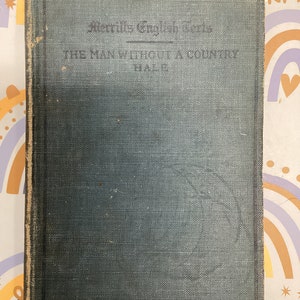 Merrill's English Texts
THE MAN WITHOUT A COUNTRY
HALE